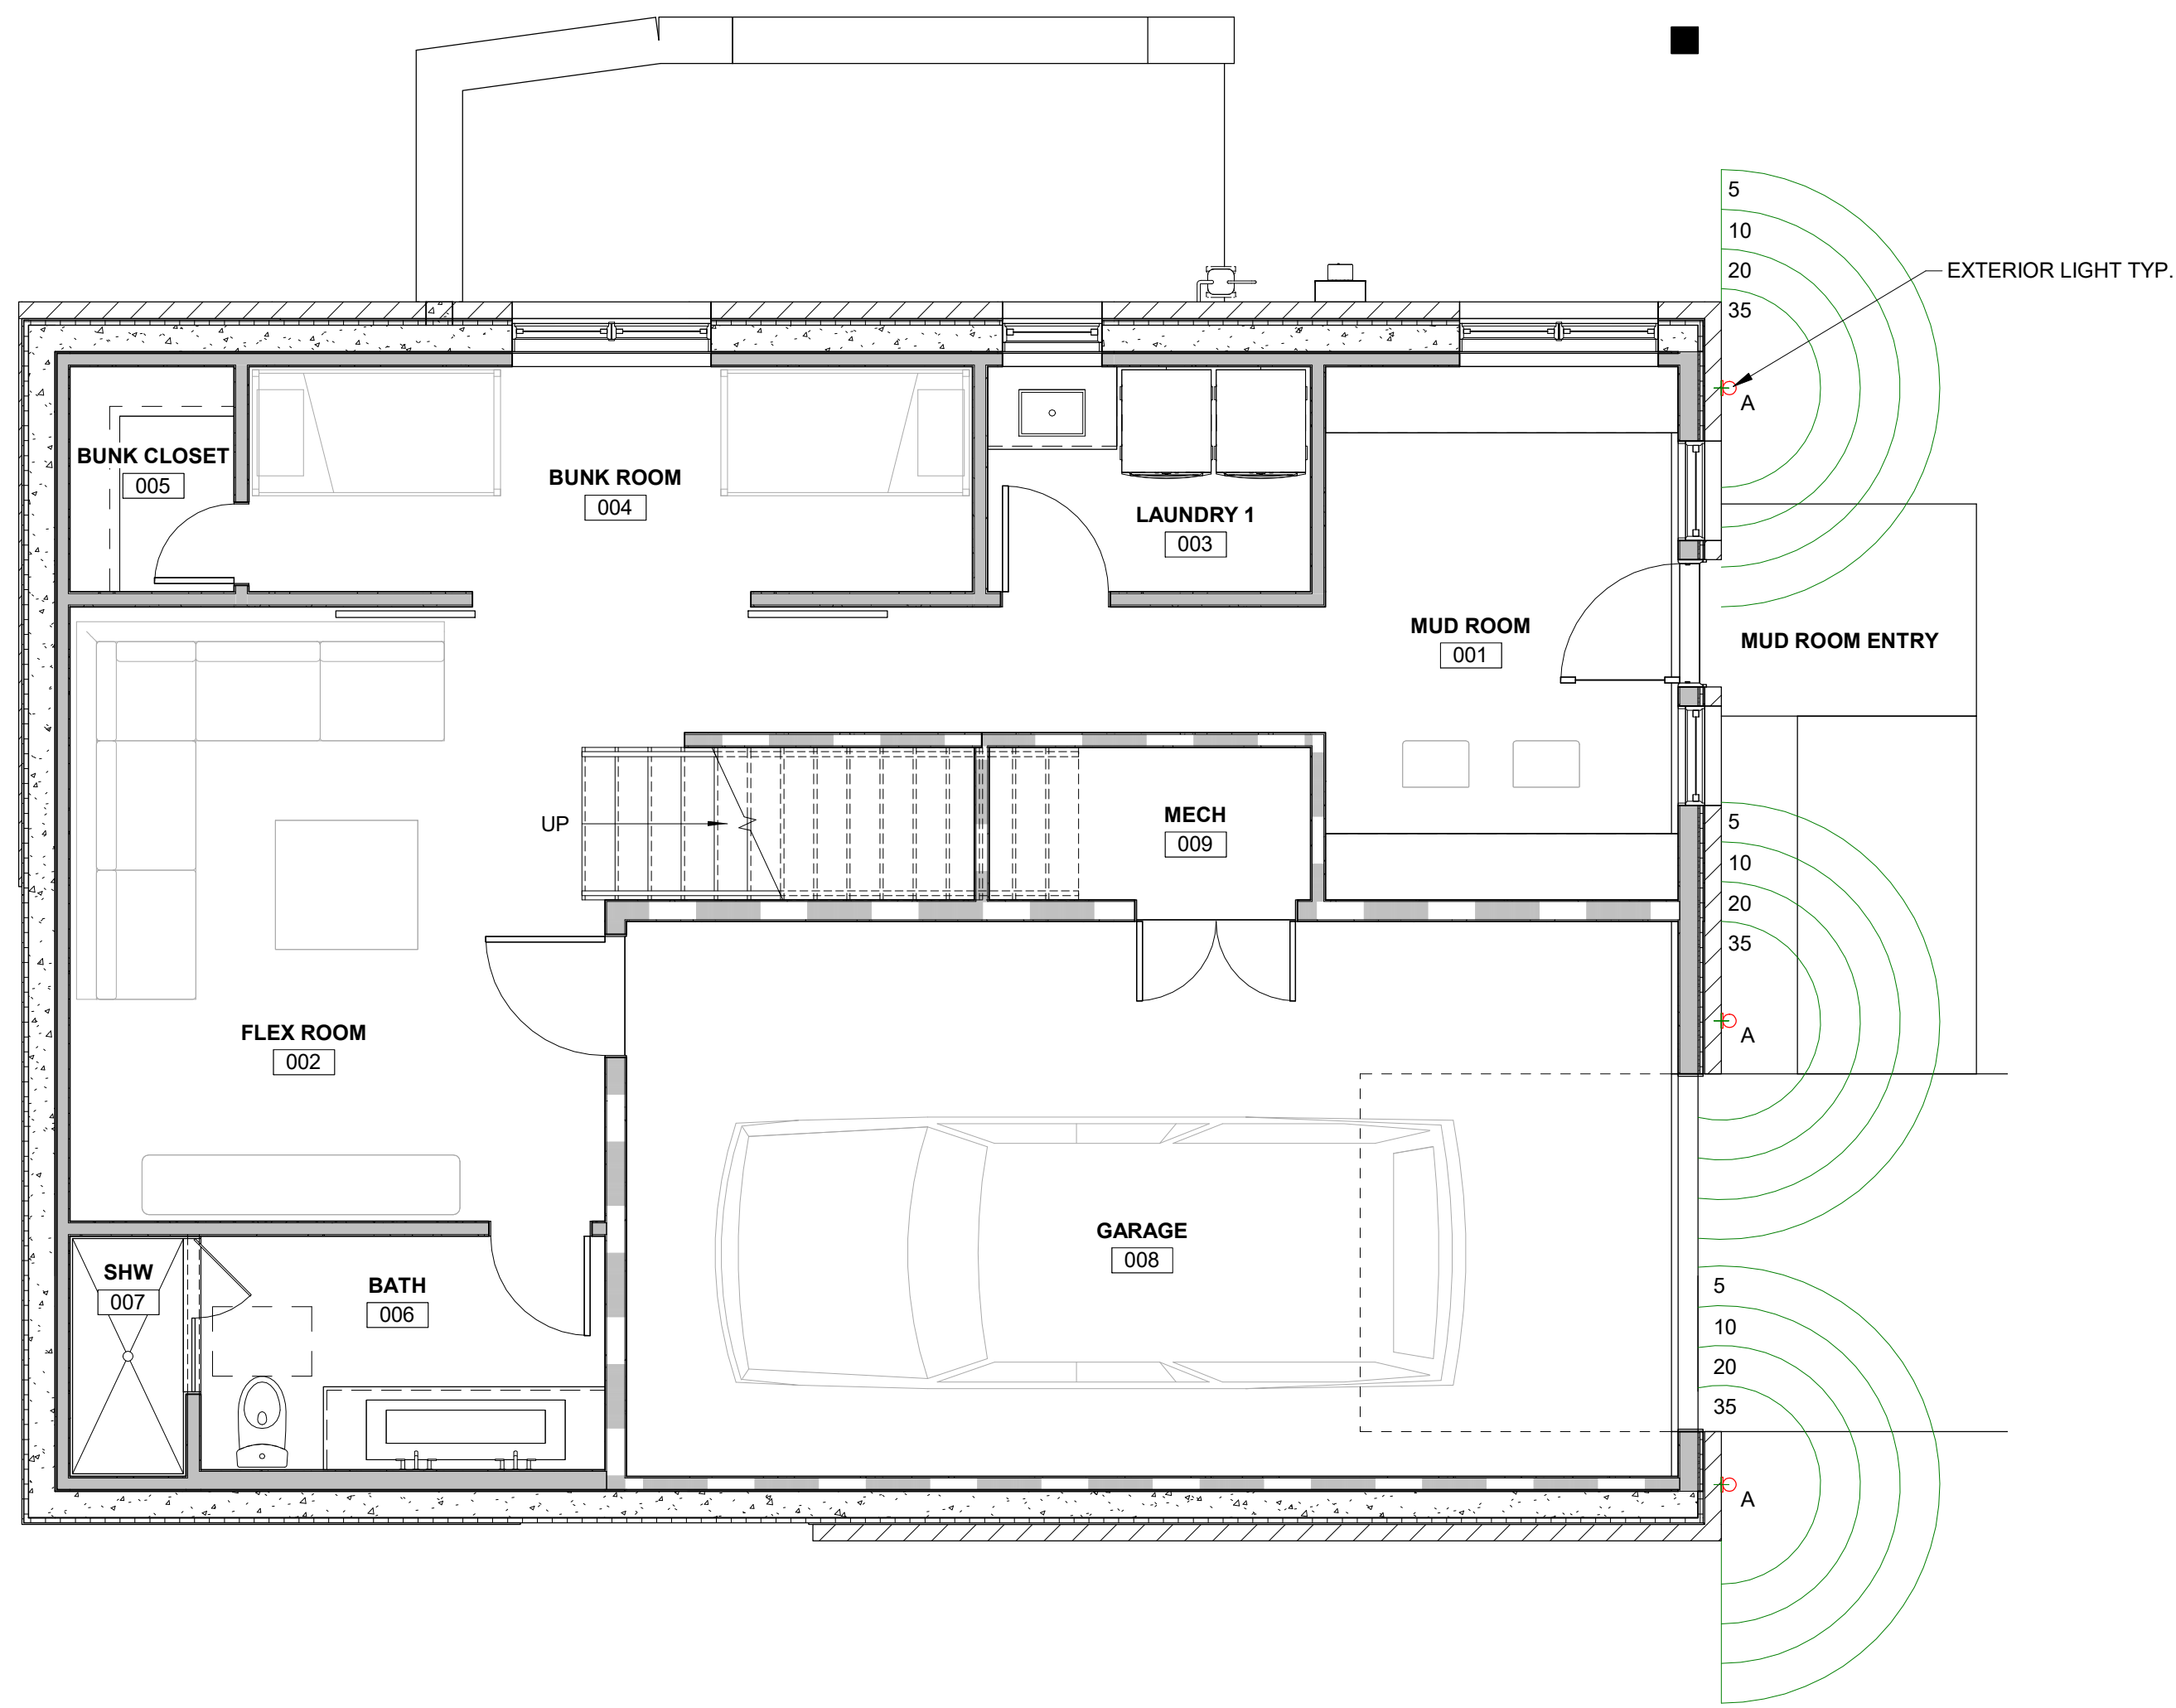 5
10
20
EXTERIOR LIGHT TYP.
35
A
BUNK CLOSET
005
BUNK ROOM
004
LAUNDRY 1
003
MUD ROOM
001
MUD ROOM ENTRY
UP
MECH
009
5
10
20
35
A
FLEX ROOM
002
GARAGE
008
SHW
007
BATH
006
5
10
20
35
A